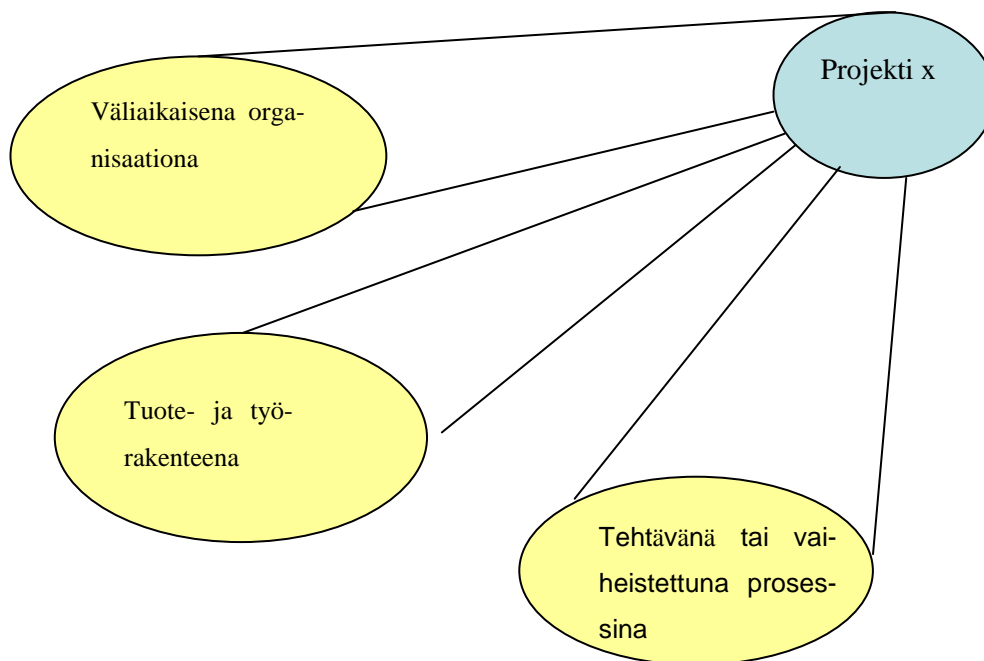 Projekti x
Väliaikaisena orga-
nisaationa
Tuote- ja työ-
rakenteena
Tehtävänä tai vai-
heistettuna proses-
sina